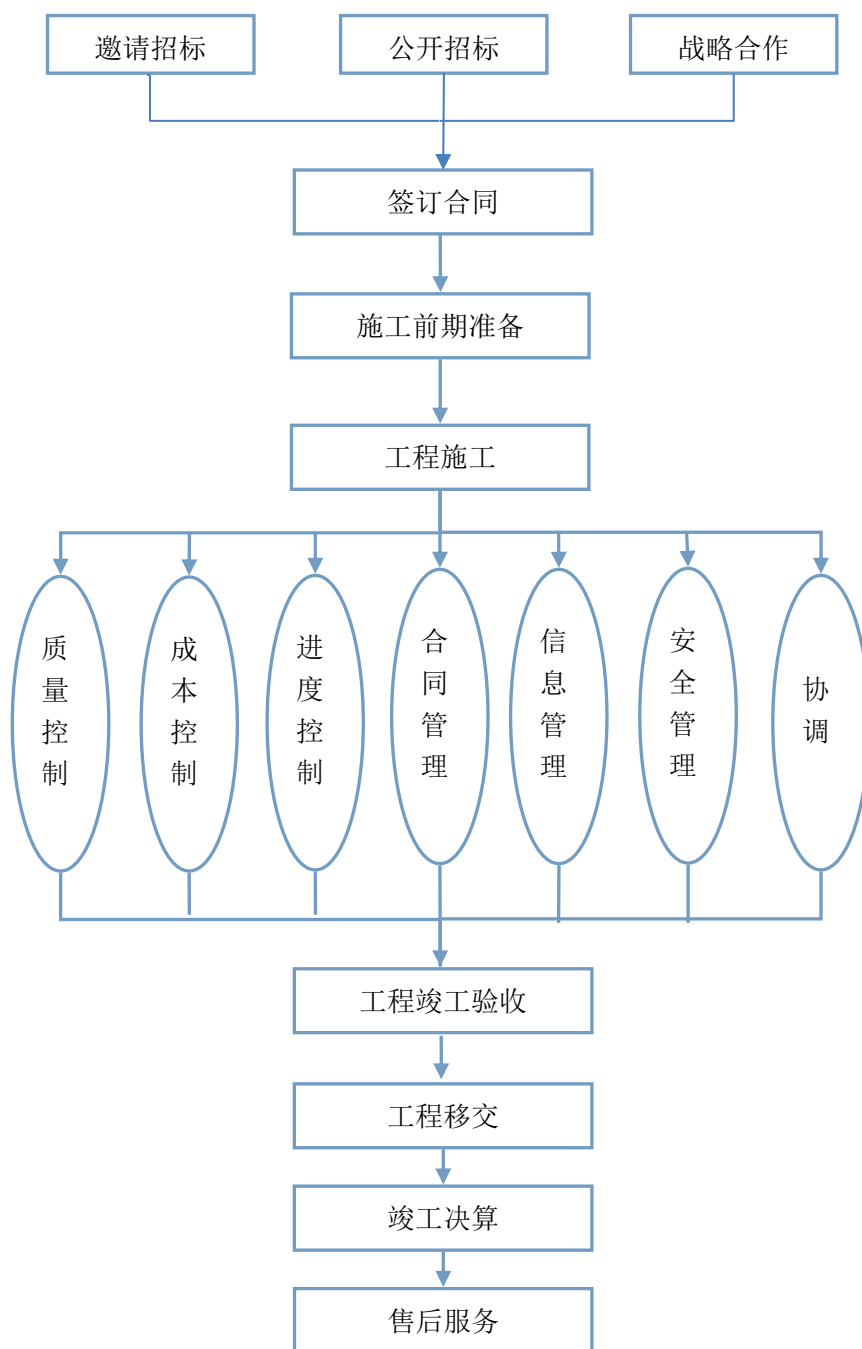 邀请招标
公开招标
战略合作
签订合同
施工前期准备
工程施工
质量控制
成本控制
进度控制
合同管理
信息管理
安全管理
协调
工程竣工验收
工程移交
竣工决算
售后服务